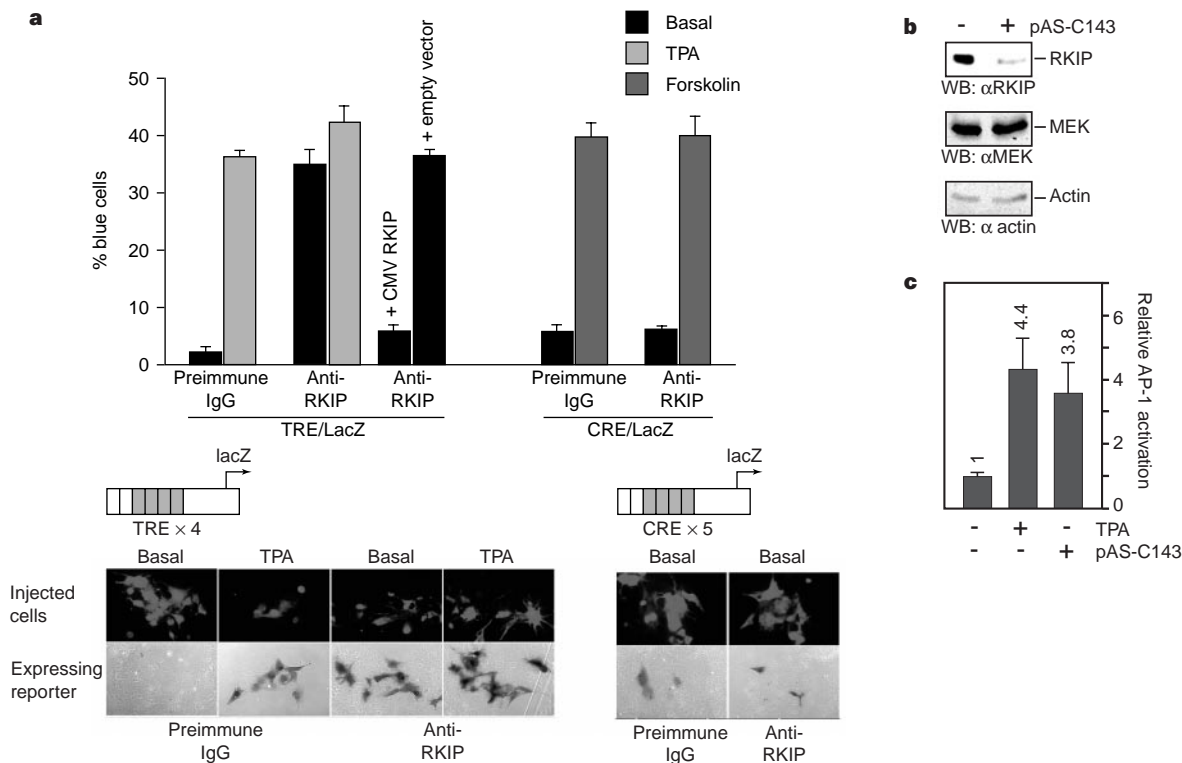 a
Basal
TPA
Forskolin
% blue cells
50
40
30
20
10
0
+ CMV RKIP
+ empty vector
Preimmune
IgG
Anti-
RKIP
Anti-
RKIP
Preimmune
IgG
Anti-
RKIP
TRE/LacZ
CRE/LacZ
lacZ
TRE × 4
lacZ
CRE × 5
Basal TPA Basal TPA
Basal Basal
Injected
cells
Expressing
reporter
Preimmune
IgG
Anti-
RKIP
Preimmune
IgG
Anti-
RKIP
b
- + pAS-C143
RKIP
WB: αRKIP
MEK
WB: αMEK
Actin
WB: α actin
c
1
4.4
3.8
6
4
2
0
Relative AP-1 activation
- + - TPA
- - + pAS-C143